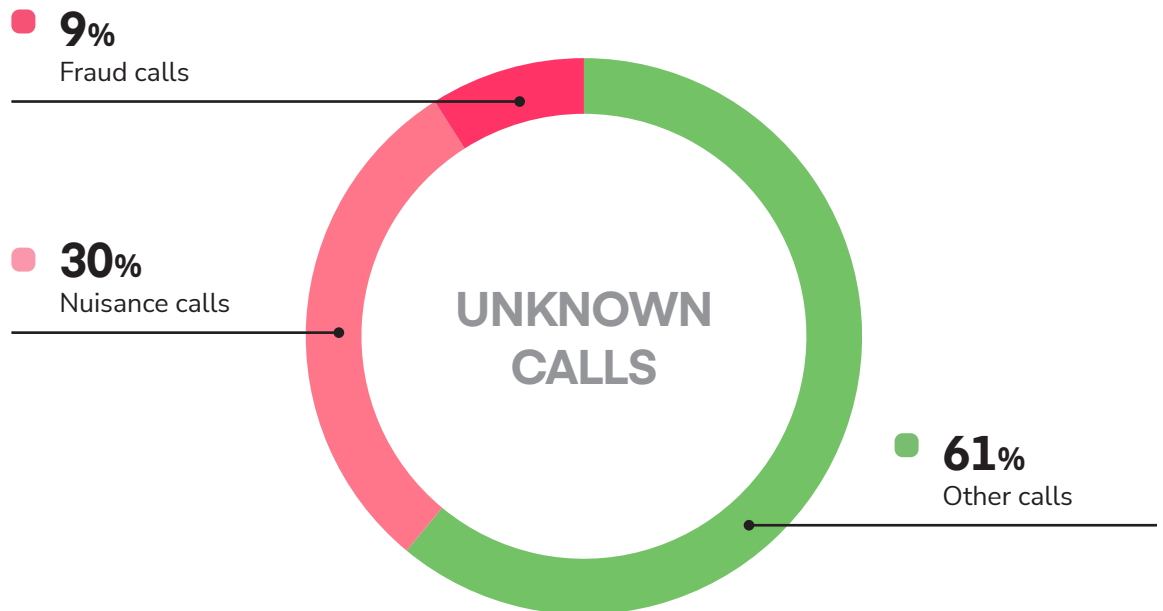 9%
Fraud calls
30%
Nuisance calls
UNKNOWN
CALLS
61%
Other calls